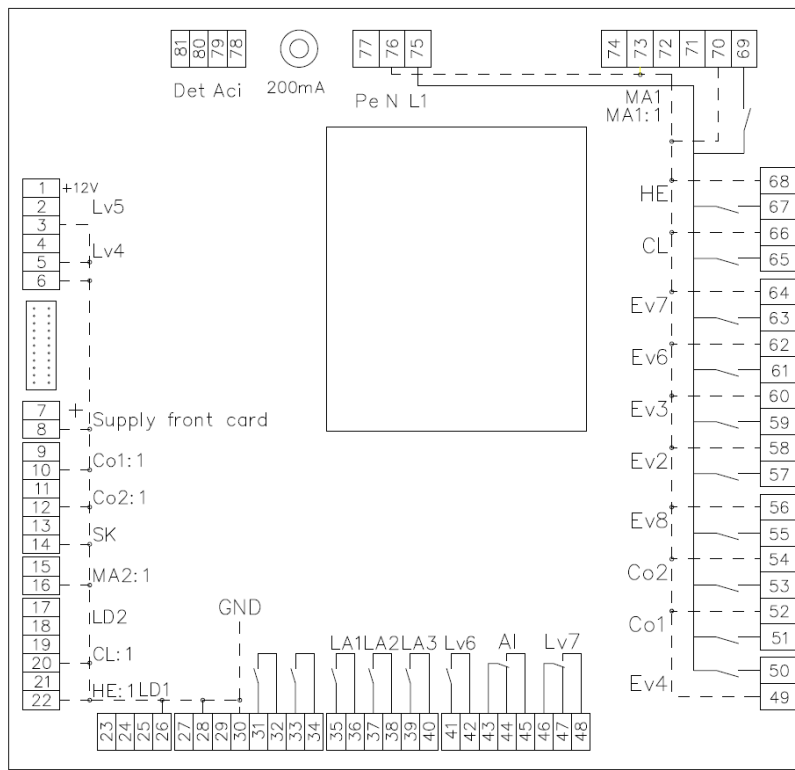 81 80 79 78
77 76 75
74 73 72 71 70 69
Det Aci
200mA
Pe N L1
MA1
MA1:1
1 +12V
2 Lv5
3
4 Lv4
5
6
7 +
8 Supply front card
9
10 Co1:1
11
12 Co2:1
13
14 SK
15
16 MA2:1
17
18 LD2
19
20 CL:1
21
22 HE:1 LD1
GND
HE
68
67
CL
66
65
Ev7
64
63
Ev6
62
61
Ev3
60
59
Ev2
58
57
Ev8
56
55
Co2
54
53
Co1
52
51
Ev4
50
49
LA1 LA2 LA3 Lv6 Al Lv7
23 24 25 26 27 28 29 30 31 32 33 34 35 36 37 38 39 40 41 42 43 44 45 46 47 48